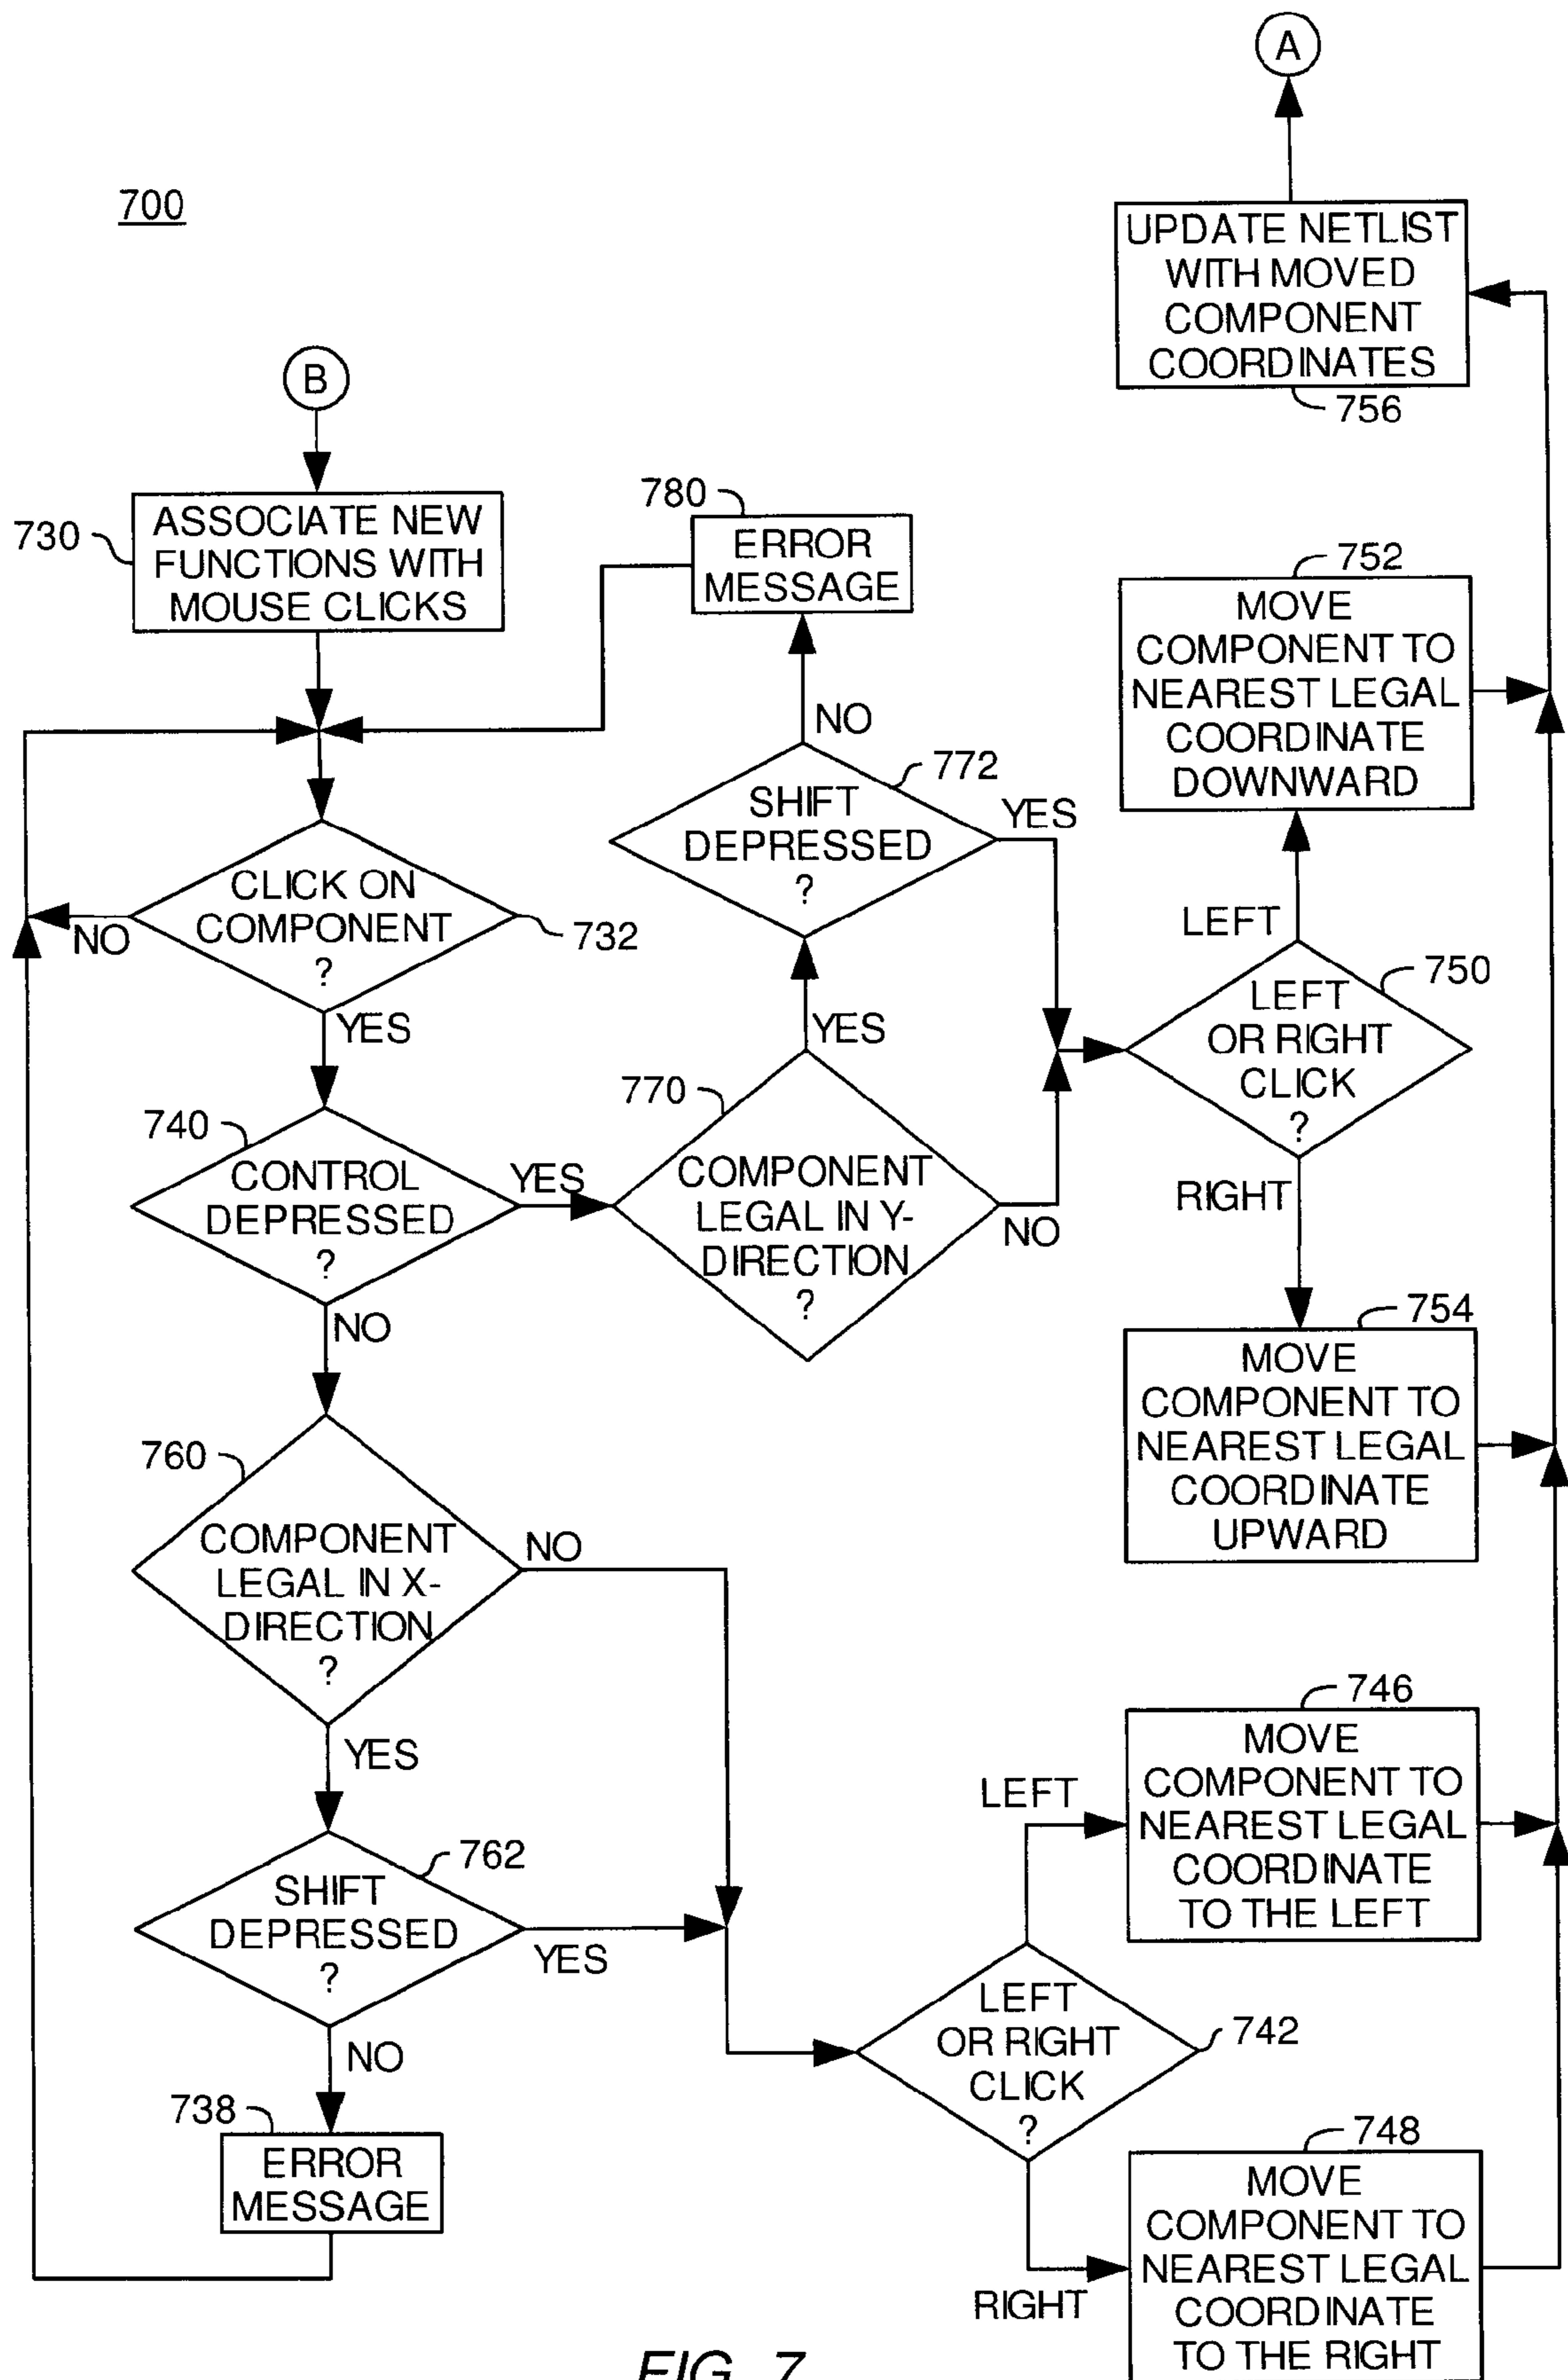 A
700
UPDATE NETLIST
WITH MOVED
COMPONENT
COORDINATES
756
B
730
ASSOCIATE NEW
FUNCTIONS WITH
MOUSE CLICKS
780
ERROR
MESSAGE
752
MOVE
COMPONENT TO
NEAREST LEGAL
COORDINATE
DOWNWARD
NO
772
SHIFT
DEPRESSED
?
YES
CLICK ON
COMPONENT
?
NO
732
YES
LEFT
750
LEFT
OR RIGHT
CLICK
?
RIGHT
YES
770
COMPONENT
LEGAL IN Y-
DIRECTION
?
NO
740
CONTROL
DEPRESSED
?
YES
NO
754
MOVE
COMPONENT TO
NEAREST LEGAL
COORDINATE
UPWARD
760
COMPONENT
LEGAL IN X-
DIRECTION
?
NO
YES
762
SHIFT
DEPRESSED
?
YES
NO
738
ERROR
MESSAGE
746
MOVE
COMPONENT TO
NEAREST LEGAL
COORDINATE
TO THE LEFT
LEFT
742
LEFT
OR RIGHT
CLICK
?
RIGHT
748
MOVE
COMPONENT TO
NEAREST LEGAL
COORDINATE
TO THE RIGHT
FIG. 7